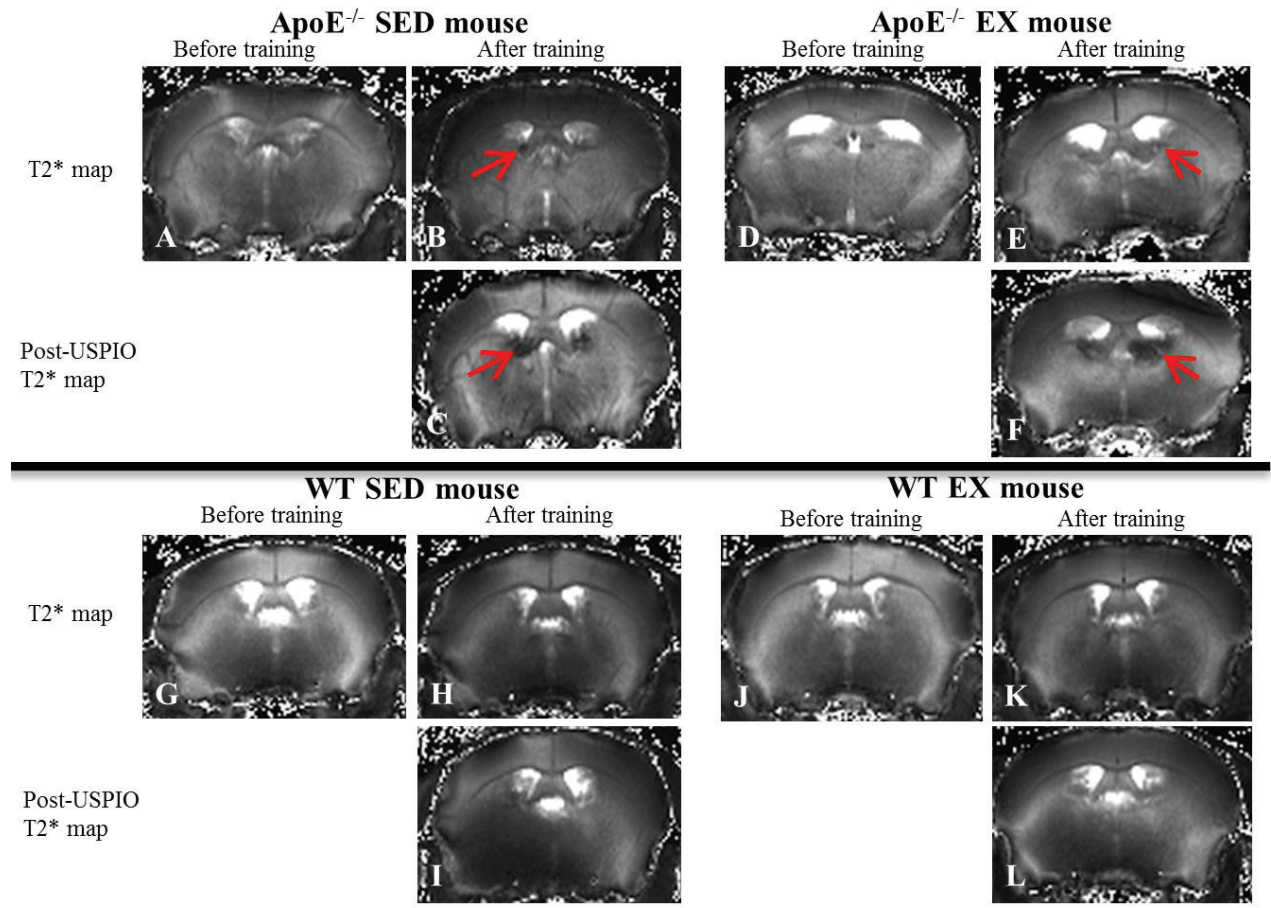 ApoE-/- SED mouse
ApoE-/- EX mouse
Before training
After training
Before training
After training
T2* map
A
B
D
E
Post-USPIO
T2* map
C
F
WT SED mouse
WT EX mouse
Before training
After training
Before training
After training
T2* map
G
H
J
K
Post-USPIO
T2* map
I
L